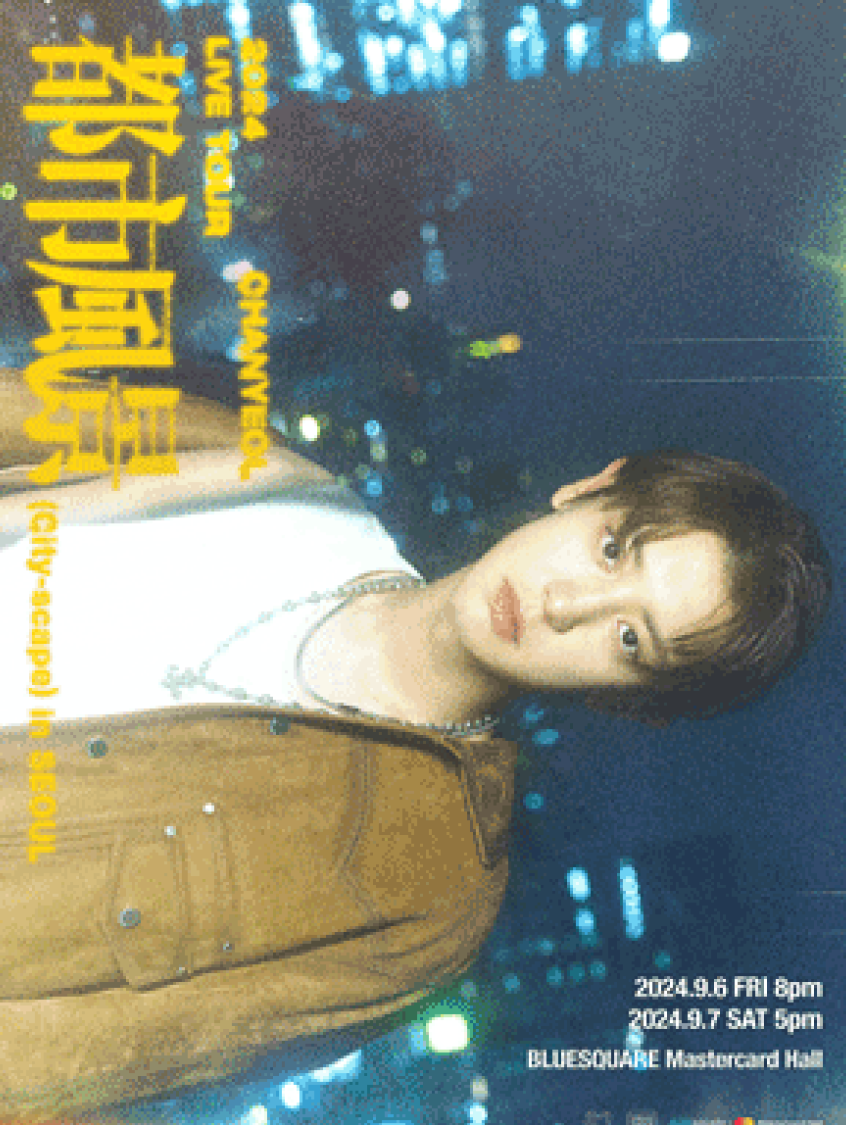 2024
LIVE TOUR
CHANYEOL
都市風景
(City-scape) in SEOUL
2024.9.6 FRI 8pm
2024.9.7 SAT 5pm
BLUESQUARE Mastercard Hall